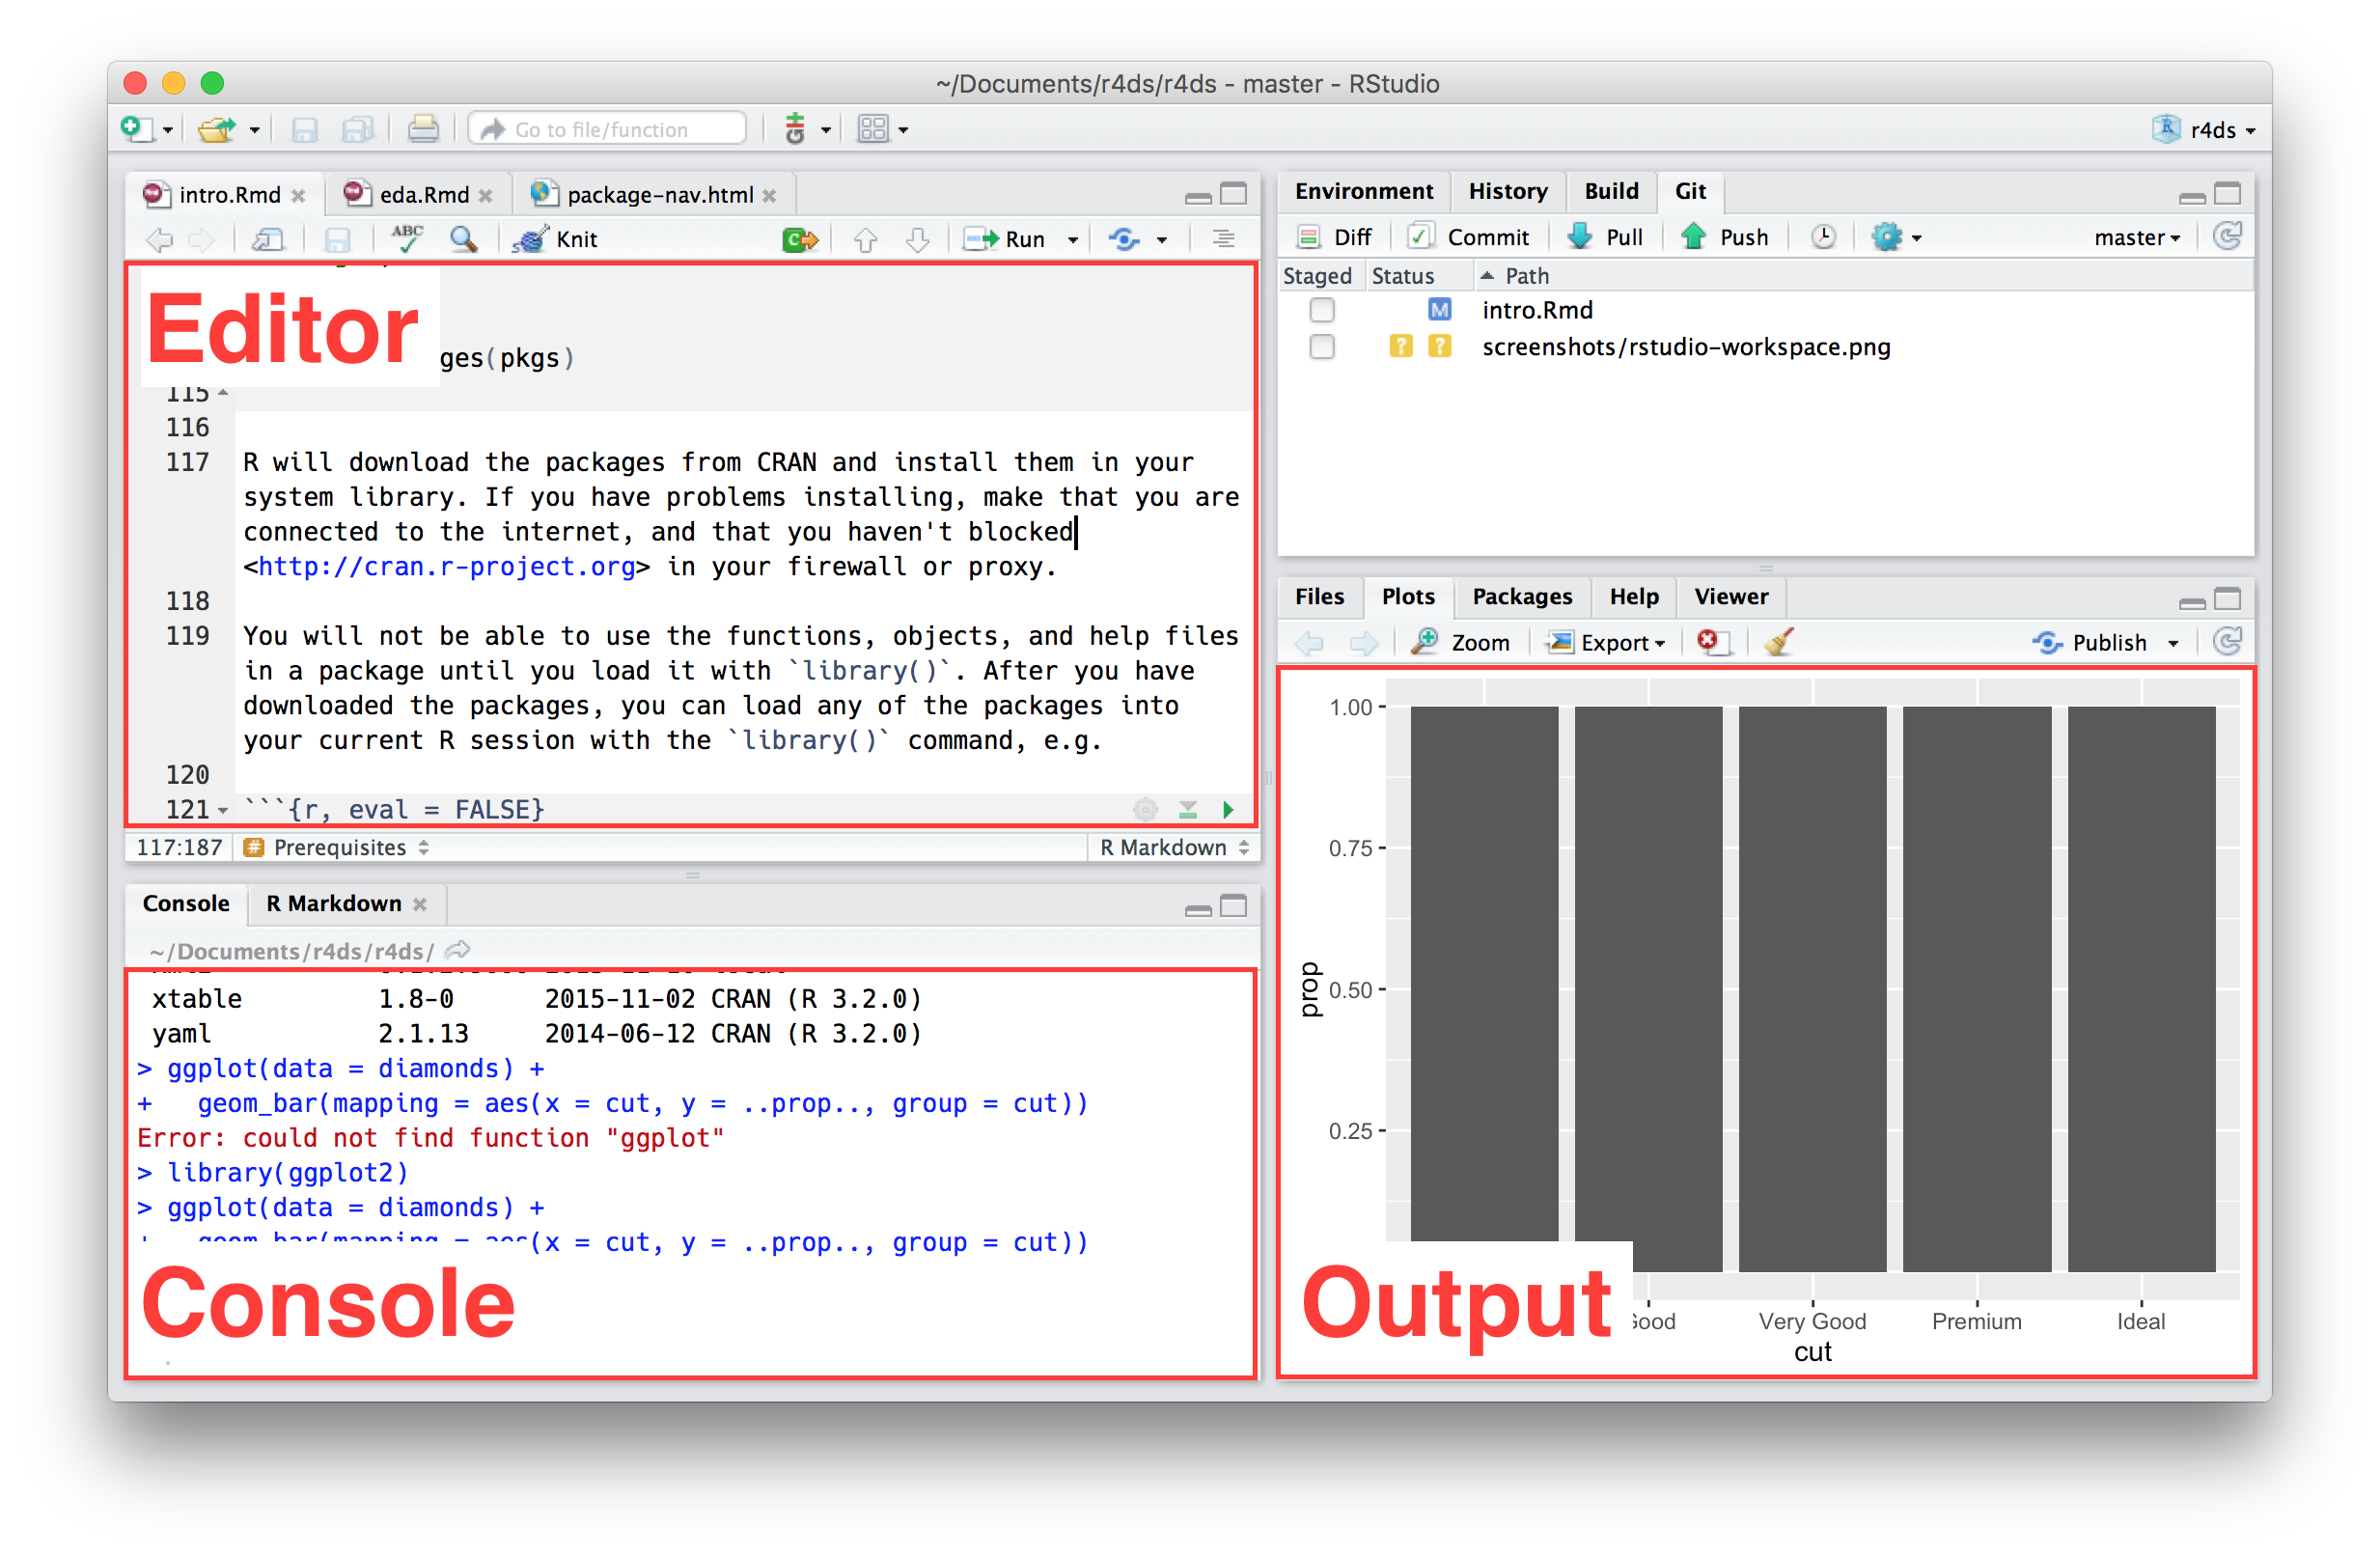 ~/Documents/r4ds/r4ds - master - RStudio
Go to file/function
r4ds
intro.Rmd
eda.Rmd
package-nav.html
ABC
Knit
Run
Editor
ges(pkgs)
115
116
117 R will download the packages from CRAN and install them in your
system library. If you have problems installing, make that you are
connected to the internet, and that you haven't blocked
<http://cran.r-project.org> in your firewall or proxy.
118
119 You will not be able to use the functions, objects, and help files
in a package until you load it with `library()`. After you have
downloaded the packages, you can load any of the packages into
your current R session with the `library()` command, e.g.
120
121 ```{r, eval = FALSE}
117:187 # Prerequisites R Markdown
Console R Markdown
~/Documents/r4ds/r4ds/
xtable 1.8-0 2015-11-02 CRAN (R 3.2.0)
yaml 2.1.13 2014-06-12 CRAN (R 3.2.0)
> ggplot(data = diamonds) +
+ geom_bar(mapping = aes(x = cut, y = ..prop.., group = cut))
Error: could not find function "ggplot"
> library(ggplot2)
> ggplot(data = diamonds) +
+ geom_bar(mapping = aes(x = cut, y = ..prop.., group = cut))
Console
Environment History Build Git
Diff Commit Pull Push master
Staged Status Path
M intro.Rmd
? ? screenshots/rstudio-workspace.png
Files Plots Packages Help Viewer
Zoom Export Publish
1.00
0.75
0.50
0.25
prop
Output
Good Very Good Premium Ideal
cut